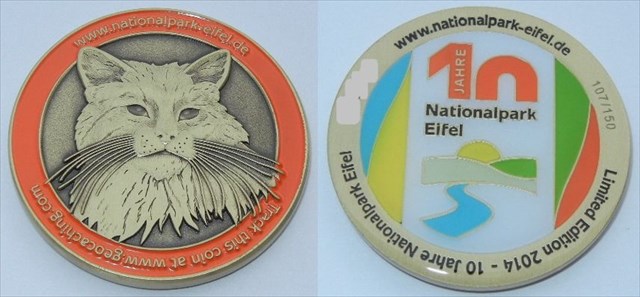 www.nationalpark-eifel.de
Track this coin at www.geocaching.com
www.nationalpark-eifel.de
10
JAHRE
Nationalpark
Eifel
107/150
Limited Edition 2014 - 10 Jahre Nationalpark Eifel